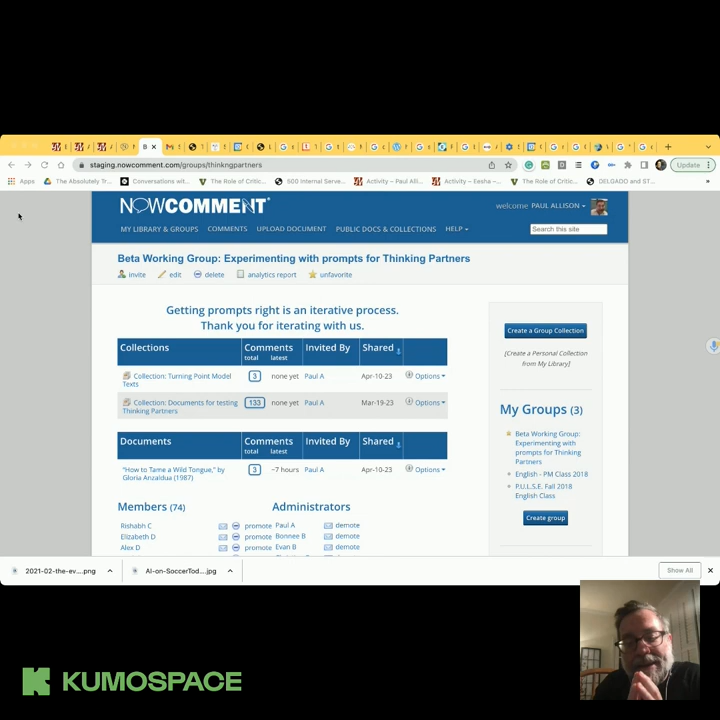 staging.nowcomment.com/groups/thinkngpartners
Update
Apps
The Absolutely Tr...
Conversations wit...
The Role of Critic...
500 Internal Serve...
Activity – Paul Alli...
Activity – Eesha –...
The Role of Critic...
DELGADO and ST...
NOWCOMMENT®
welcome PAUL ALLISON
MY LIBRARY & GROUPS COMMENTS UPLOAD DOCUMENT PUBLIC DOCS & COLLECTIONS HELP
Search this site
Beta Working Group: Experimenting with prompts for Thinking Partners
invite edit delete analytics report unfavorite
Getting prompts right is an iterative process.
Thank you for iterating with us.
Collections Comments Invited By Shared
total latest
Collection: Turning Point Model Texts 3 none yet Paul A Apr-10-23 Options
Collection: Documents for testing Thinking Partners 133 none yet Paul A Mar-19-23 Options
Documents Comments Invited By Shared
total latest
"How to Tame a Wild Tongue," by Gloria Anzaldua (1987) 3 ~7 hours Paul A Apr-10-23 Options
Members (74)
Rishabh C promote
Elizabeth D promote
Alex D promote
Administrators
Paul A demote
Bonnee B demote
Evan B demote
Create a Group Collection
[Create a Personal Collection
from My Library]
My Groups (3)
Beta Working Group:
Experimenting with
prompts for Thinking
Partners
English - PM Class 2018
P.U.L.S.E. Fall 2018
English Class
Create group
2021-02-the-ev....png
AI-on-SoccerTod....jpg
Show All
KUMOSPACE